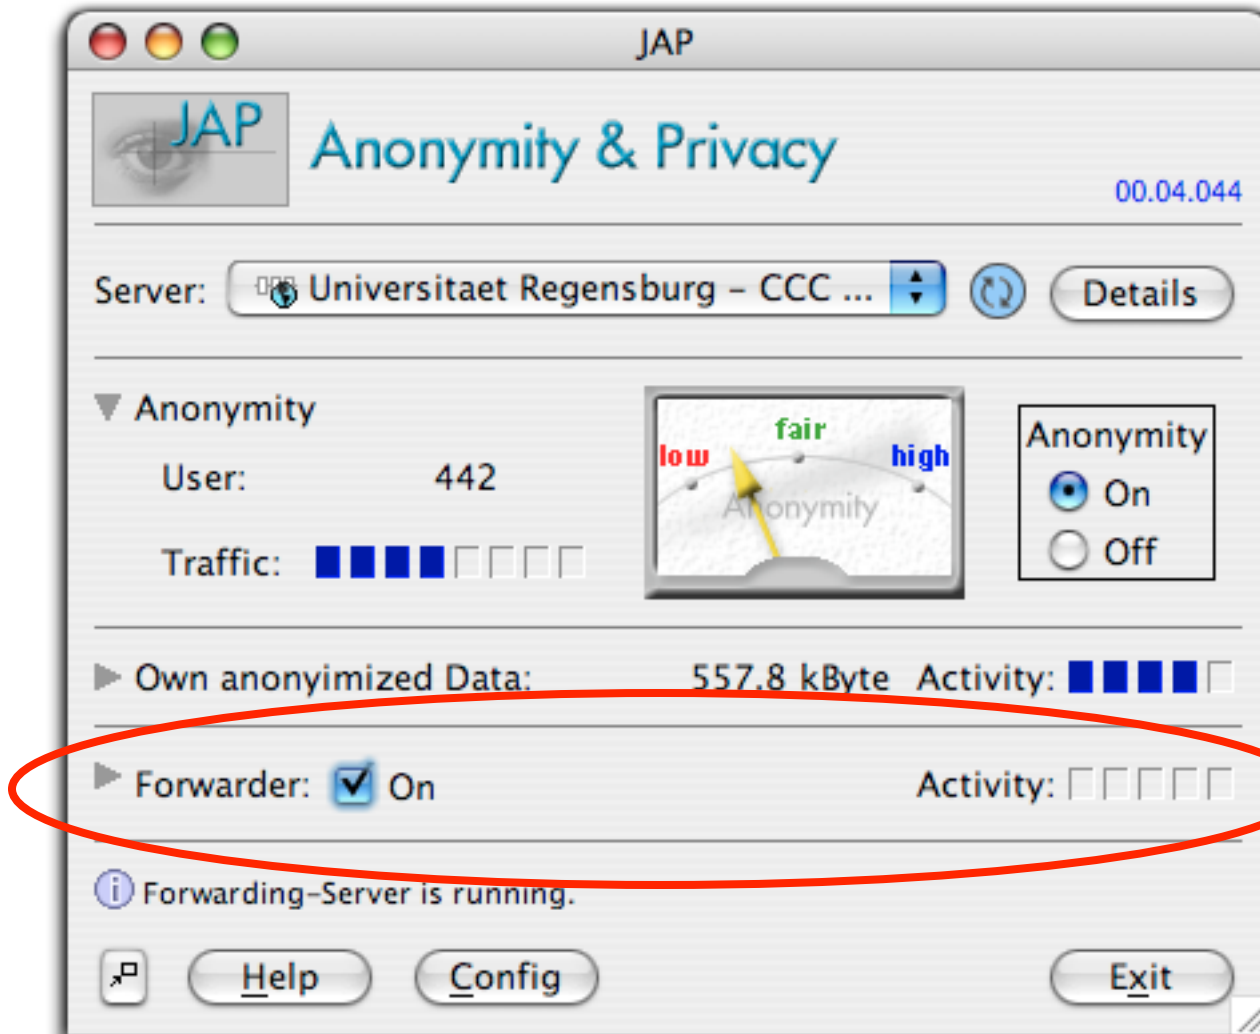 JAP
JAP
Anonymity & Privacy
00.04.044
Server: Universitaet Regensburg – CCC ... Details
Anonymity
User: 442
Traffic:
low fair high
Anonymity
Anonymity
On
Off
Own anonyimized Data: 557.8 kByte Activity:
Forwarder: On Activity:
i Forwarding-Server is running.
Help Config Exit